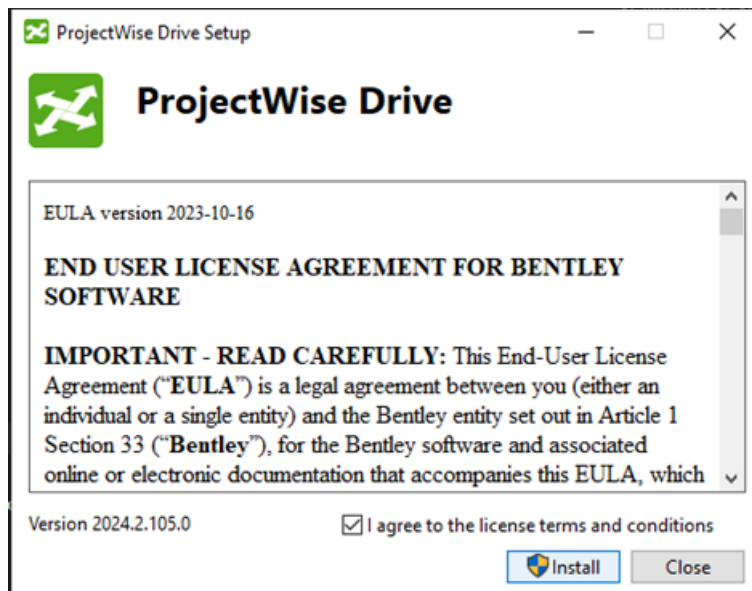 ProjectWise Drive Setup
ProjectWise Drive
EULA version 2023-10-16
END USER LICENSE AGREEMENT FOR BENTLEY
SOFTWARE
IMPORTANT - READ CAREFULLY: This End-User License
Agreement (“EULA”) is a legal agreement between you (either an
individual or a single entity) and the Bentley entity set out in Article 1
Section 33 (“Bentley”), for the Bentley software and associated
online or electronic documentation that accompanies this EULA, which
Version 2024.2.105.0
I agree to the license terms and conditions
Install
Close